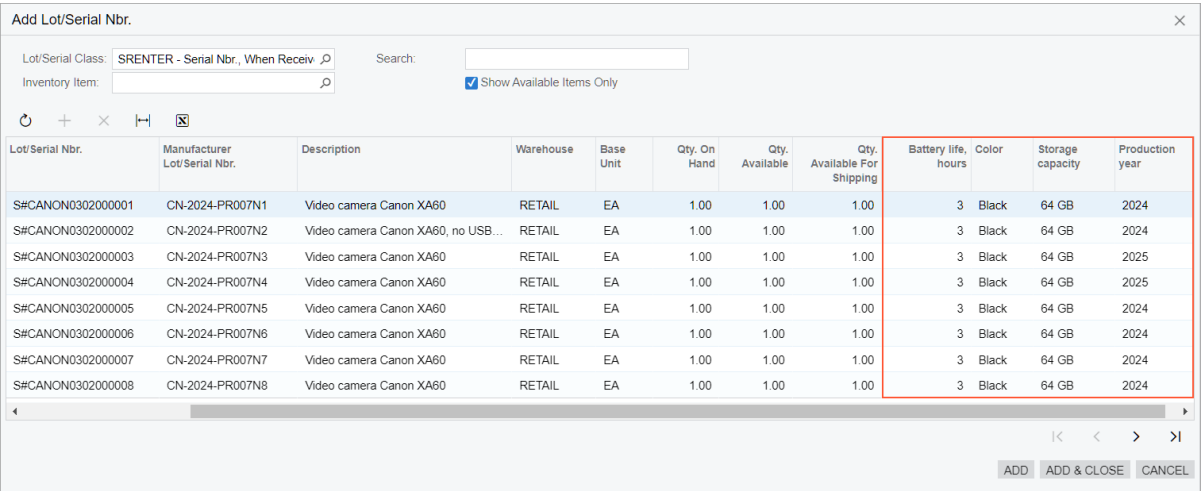 Add Lot/Serial Nbr.
Lot/Serial Class: SRENTER - Serial Nbr., When Receiv Search:
Inventory Item: Show Available Items Only
Lot/Serial Nbr. Manufacturer Lot/Serial Nbr. Description Warehouse Base Unit Qty. On Hand Qty. Available Qty. Available For Shipping Battery life, hours Color Storage capacity Production year
S#CANON0302000001 CN-2024-PR007N1 Video camera Canon XA60 RETAIL EA 1.00 1.00 1.00 3 Black 64 GB 2024
S#CANON0302000002 CN-2024-PR007N2 Video camera Canon XA60, no USB... RETAIL EA 1.00 1.00 1.00 3 Black 64 GB 2024
S#CANON0302000003 CN-2024-PR007N3 Video camera Canon XA60 RETAIL EA 1.00 1.00 1.00 3 Black 64 GB 2025
S#CANON0302000004 CN-2024-PR007N4 Video camera Canon XA60 RETAIL EA 1.00 1.00 1.00 3 Black 64 GB 2025
S#CANON0302000005 CN-2024-PR007N5 Video camera Canon XA60 RETAIL EA 1.00 1.00 1.00 3 Black 64 GB 2024
S#CANON0302000006 CN-2024-PR007N6 Video camera Canon XA60 RETAIL EA 1.00 1.00 1.00 3 Black 64 GB 2024
S#CANON0302000007 CN-2024-PR007N7 Video camera Canon XA60 RETAIL EA 1.00 1.00 1.00 3 Black 64 GB 2024
S#CANON0302000008 CN-2024-PR007N8 Video camera Canon XA60 RETAIL EA 1.00 1.00 1.00 3 Black 64 GB 2024
ADD ADD & CLOSE CANCEL